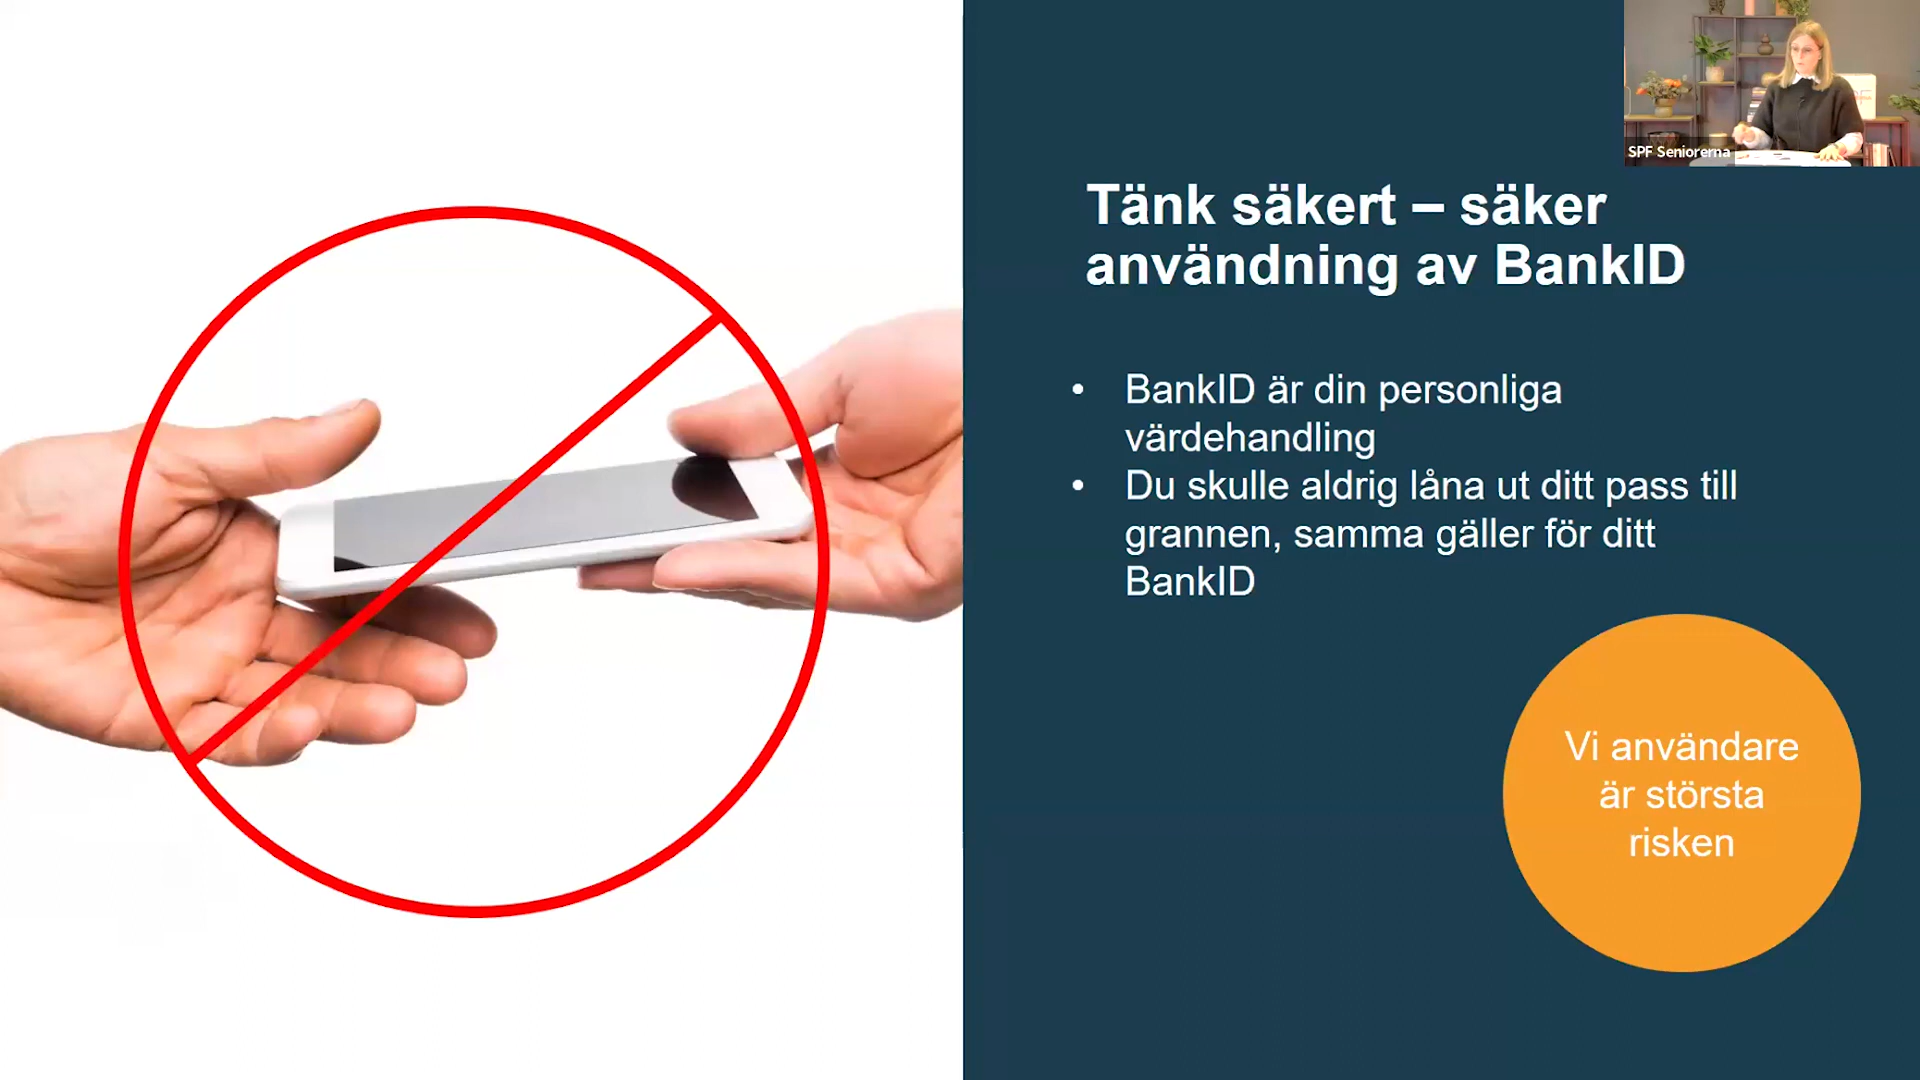 SPF Seniorerna
Tänk säkert – säker
användning av BankID
• BankID är din personliga
värdehandling
• Du skulle aldrig låna ut ditt pass till
grannen, samma gäller för ditt
BankID
Vi användare
är största
risken